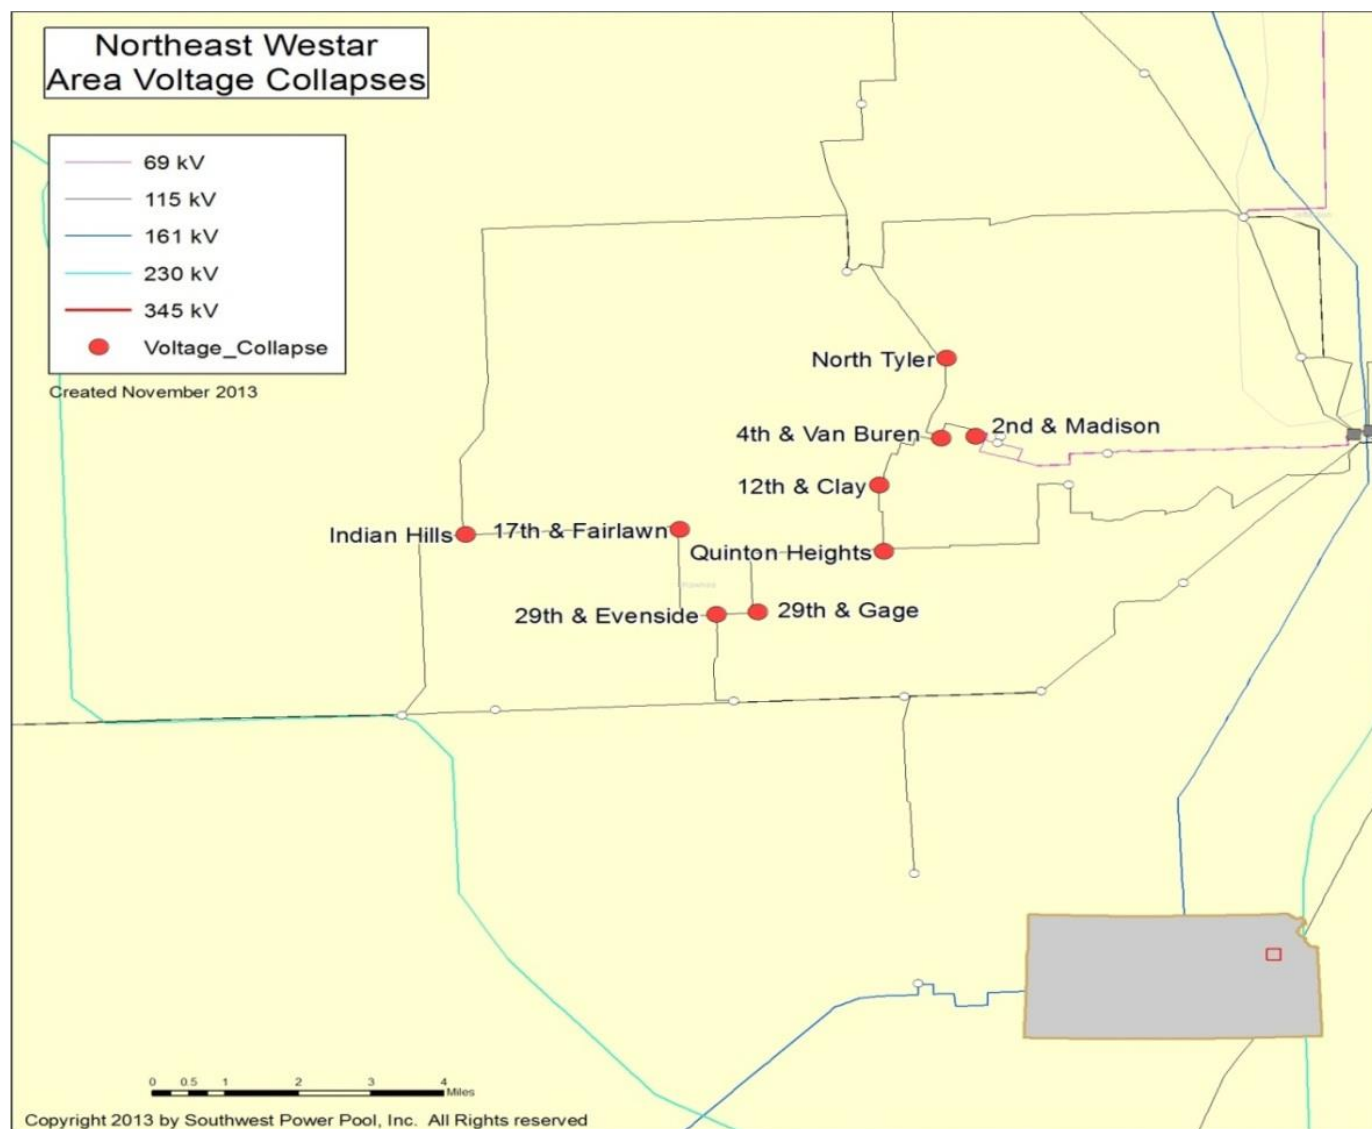 Northeast Westar
Area Voltage Collapses
69 kV
115 kV
161 kV
230 kV
345 kV
Voltage_Collapse
Created November 2013
North Tyler
4th & Van Buren
2nd & Madison
12th & Clay
Indian Hills
17th & Fairlawn
Quinton Heights
29th & Evenside
29th & Gage
0 0.5 1 2 3 4
Miles
Copyright 2013 by Southwest Power Pool, Inc. All Rights reserved